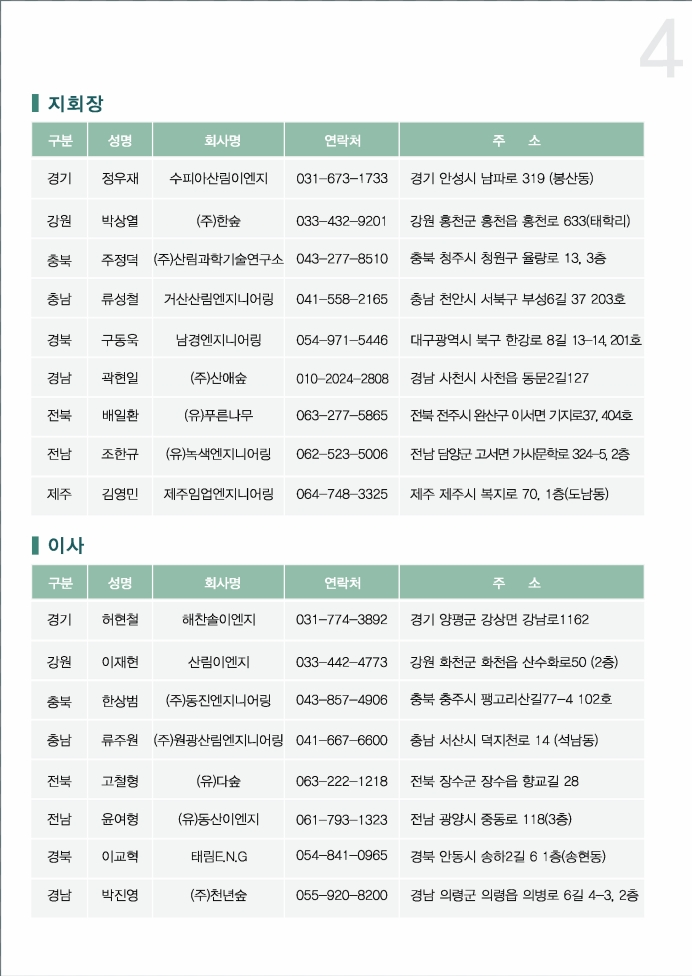 4
지회장
구분 성명 회사명 연락처 주 소
경기 정우재 수피아산림이엔지 031-673-1733 경기 안성시 남파로 319 (봉산동)
강원 박상열 (주)한숲 033-432-9201 강원 홍천군 홍천읍 홍천로 633(태학리)
충북 주정덕 (주)산림과학기술연구소 043-277-8510 충북 청주시 청원구 율량로 13, 3층
충남 류성철 거산산림엔지니어링 041-558-2165 충남 천안시 서북구 부성6길 37 203호
경북 구동욱 남경엔지니어링 054-971-5446 대구광역시 북구 한강로 8길 13-14, 201호
경남 곽현일 (주)산애숲 010-2024-2808 경남 사천시 사천읍 동문2길127
전북 배일환 (유)푸른나무 063-277-5865 전북 전주시 완산구 이서면 기지로37, 404호
전남 조한규 (유)녹색엔지니어링 062-523-5006 전남 담양군 고서면 가사문학로 324-5, 2층
제주 김영민 제주임업엔지니어링 064-748-3325 제주 제주시 복지로 70, 1층(도남동)
이사
구분 성명 회사명 연락처 주 소
경기 허현철 해찬솔이엔지 031-774-3892 경기 양평군 강상면 강남로1162
강원 이재현 산림이엔지 033-442-4773 강원 화천군 화천읍 산수화로50 (2층)
충북 한상범 (주)동진엔지니어링 043-857-4906 충북 충주시 팽고리산길77-4 102호
충남 류주원 (주)원광산림엔지니어링 041-667-6600 충남 서산시 덕지천로 14 (석남동)
전북 고철형 (유)다숲 063-222-1218 전북 장수군 장수읍 향교길 28
전남 윤여형 (유)동산이엔지 061-793-1323 전남 광양시 중동로 118(3층)
경북 이교혁 태림E.N.G 054-841-0965 경북 안동시 송하2길 6 1층(송현동)
경남 박진영 (주)천년숲 055-920-8200 경남 의령군 의령읍 의병로 6길 4-3, 2층